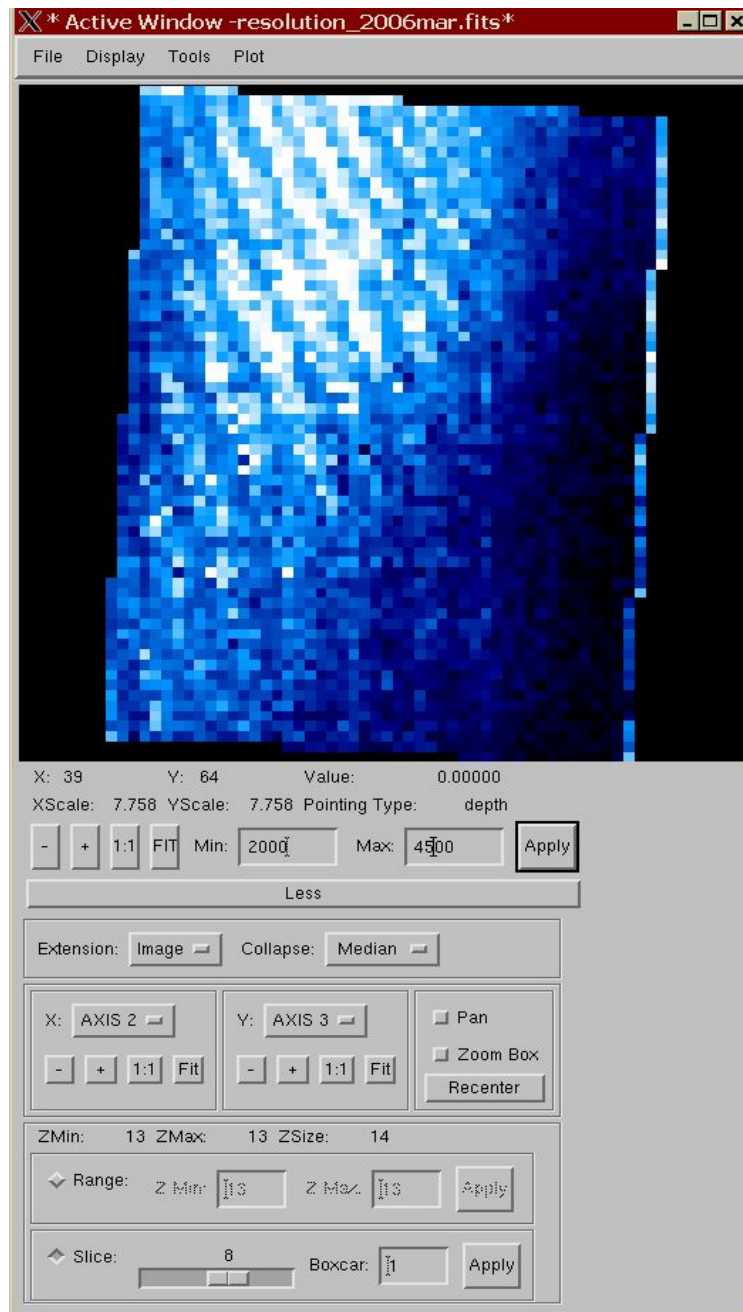 * Active Window -resolution_2006mar.fits*
File Display Tools Plot
X: 39 Y: 64 Value: 0.00000
XScale: 7.758 YScale: 7.758 Pointing Type: depth
- + 1:1 FIT Min: 2000 Max: 4500 Apply
Less
Extension: Image Collapse: Median
X: AXIS 2 Y: AXIS 3 Pan
- + 1:1 Fit - + 1:1 Fit Zoom Box
Recenter
ZMin: 13 ZMax: 13 ZSize: 14
Range: Z Min: 13 Z Max: 13 Apply
Slice: 8 Boxcar: 1 Apply